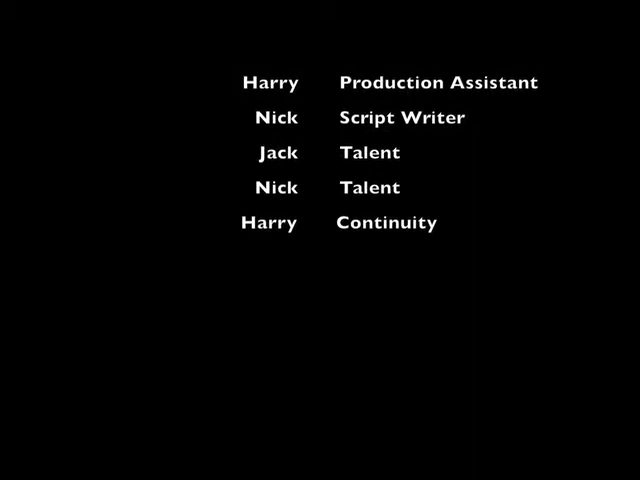 Harry Production Assistant
Nick Script Writer
Jack Talent
Nick Talent
Harry Continuity